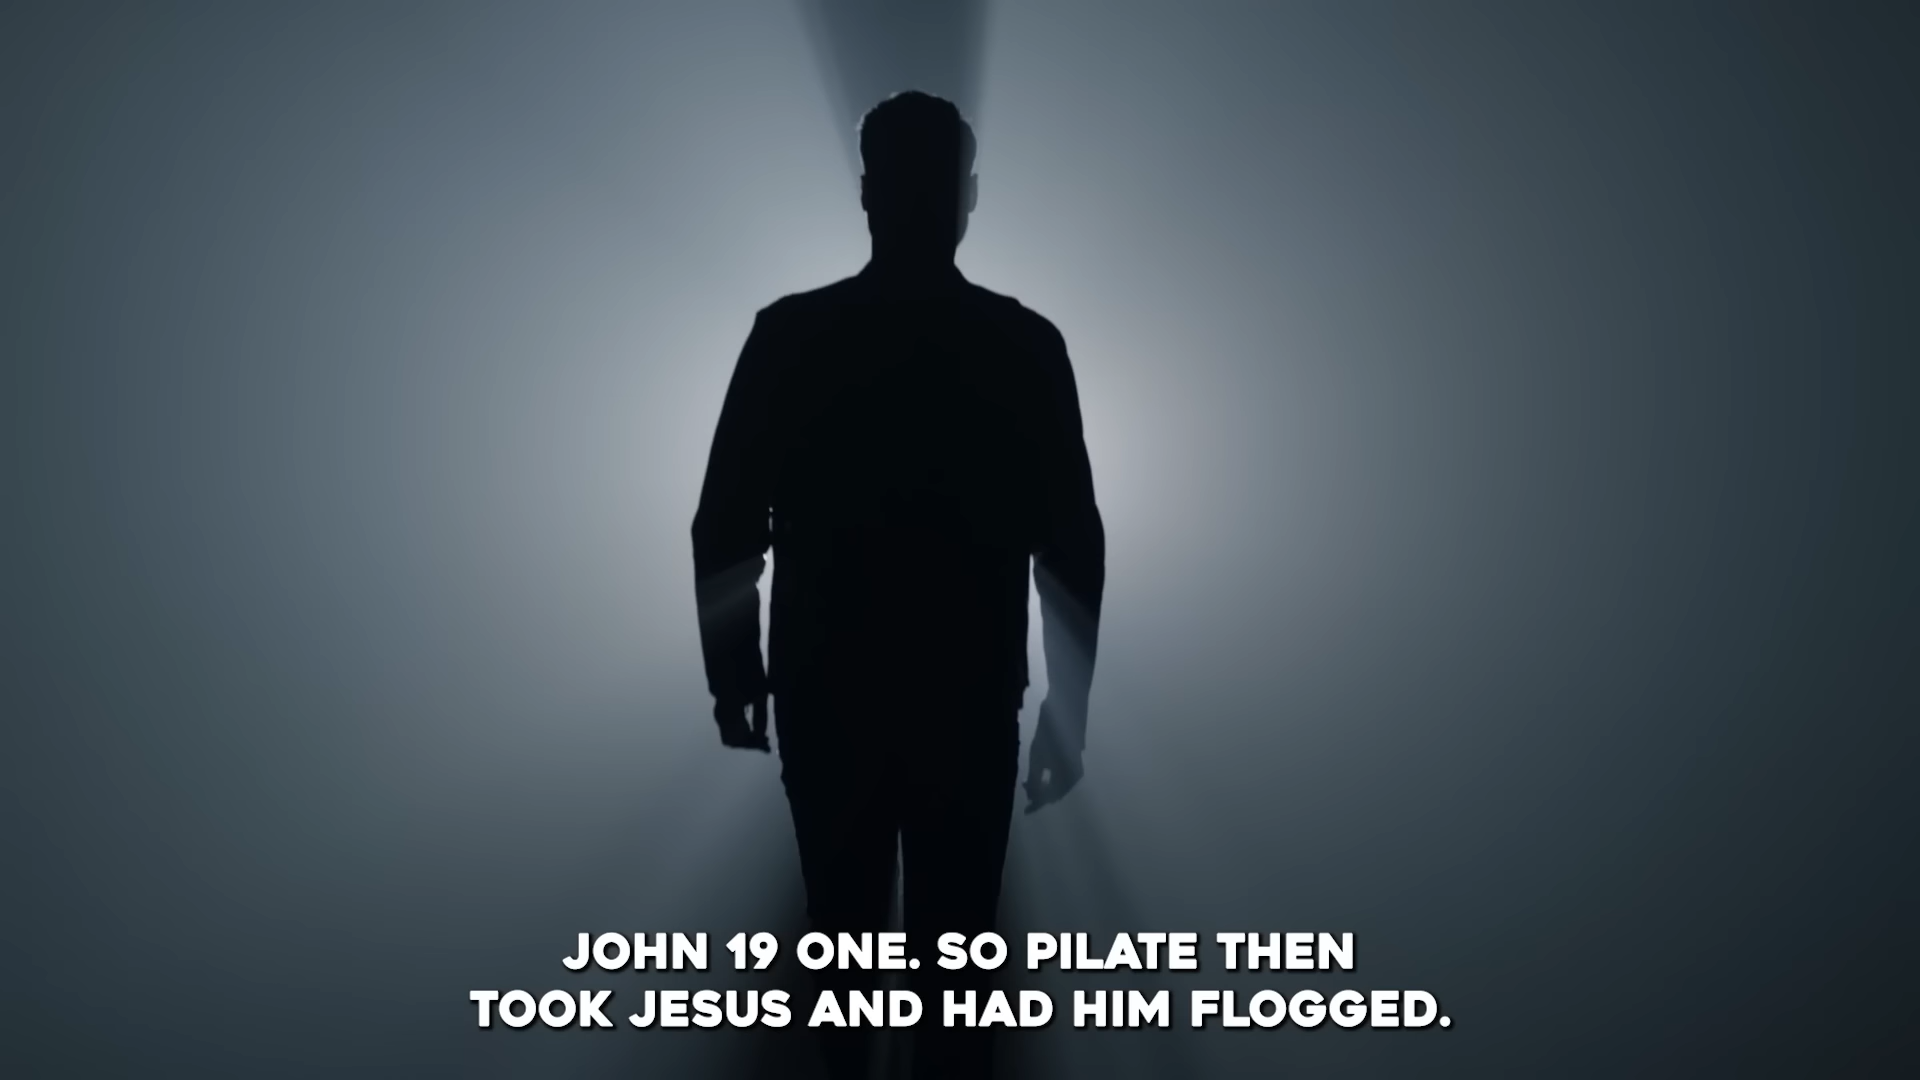 JOHN 19 ONE. SO PILATE THEN
TOOK JESUS AND HAD HIM FLOGGED.